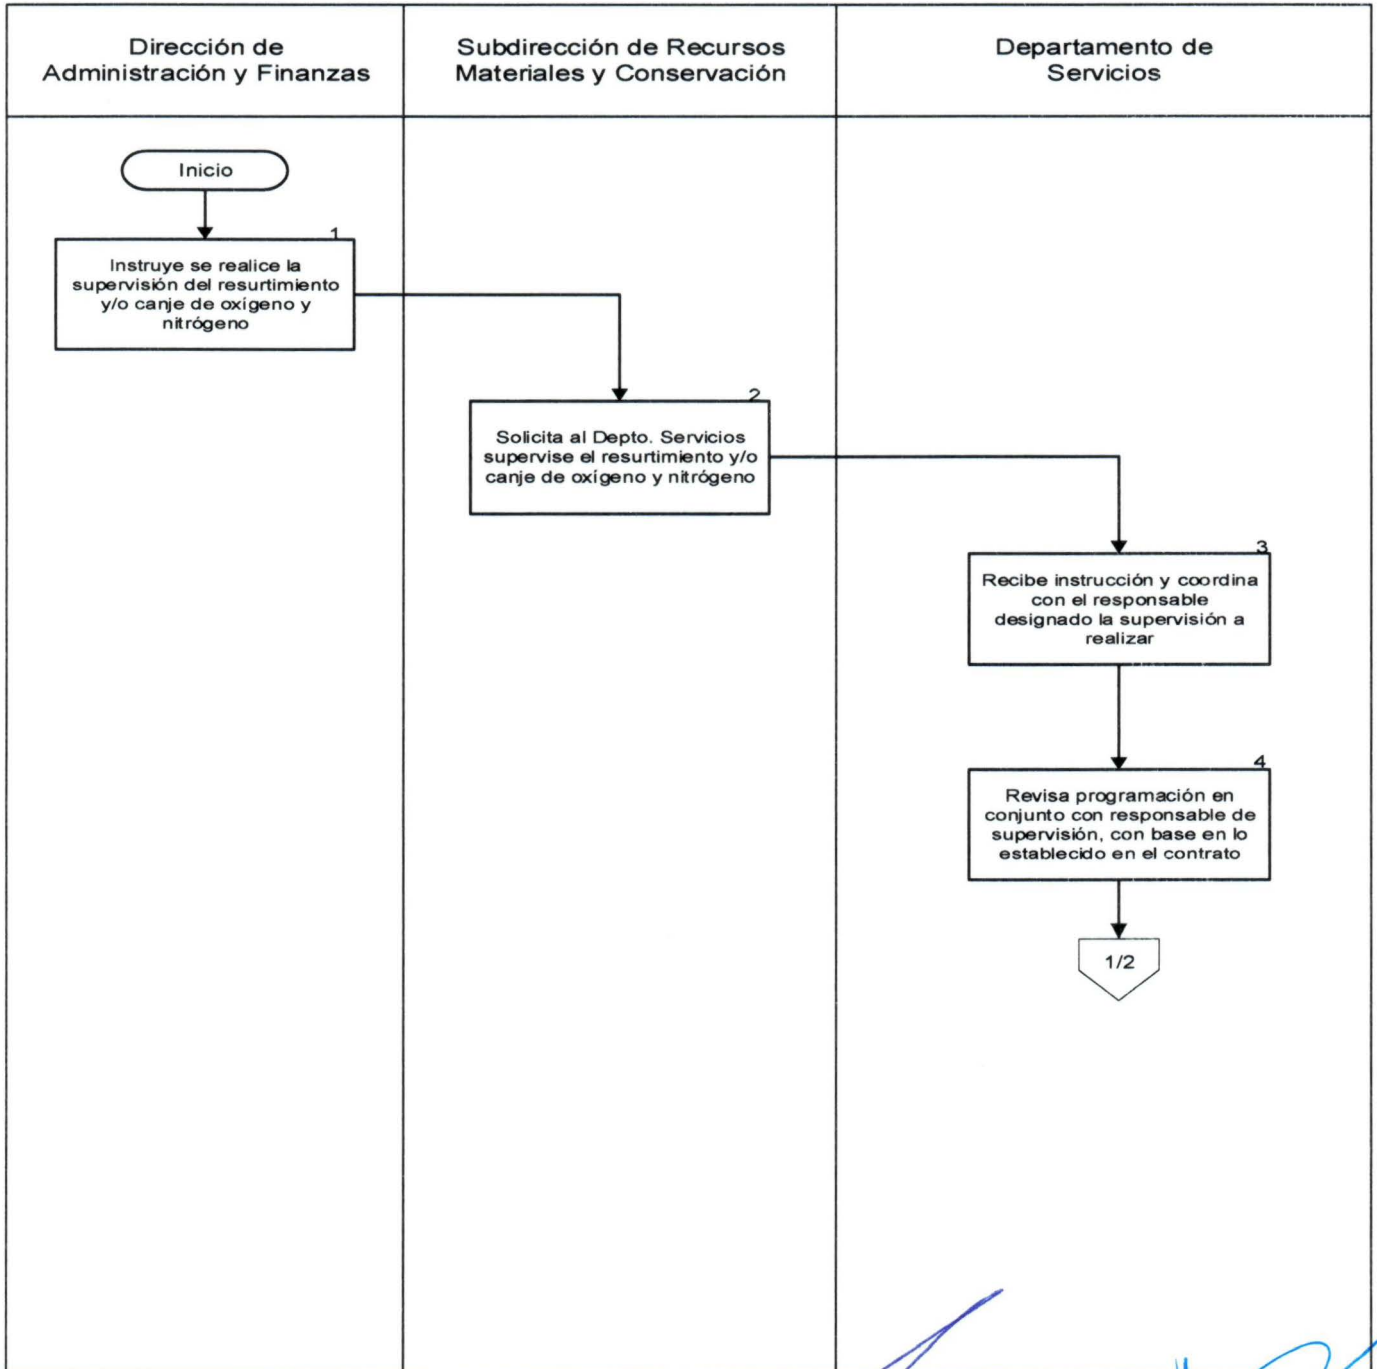 Dirección de
Administración y Finanzas
Subdirección de Recursos
Materiales y Conservación
Departamento de
Servicios
Inicio
1
Instruye se realice la
supervisión del resurtimiento
y/o canje de oxígeno y
nitrógeno
2
Solicita al Depto. Servicios
supervise el resurtimiento y/o
canje de oxígeno y nitrógeno
3
Recibe instrucción y coordina
con el responsable
designado la supervisión a
realizar
4
Revisa programación en
conjunto con responsable de
supervisión, con base en lo
establecido en el contrato
1/2